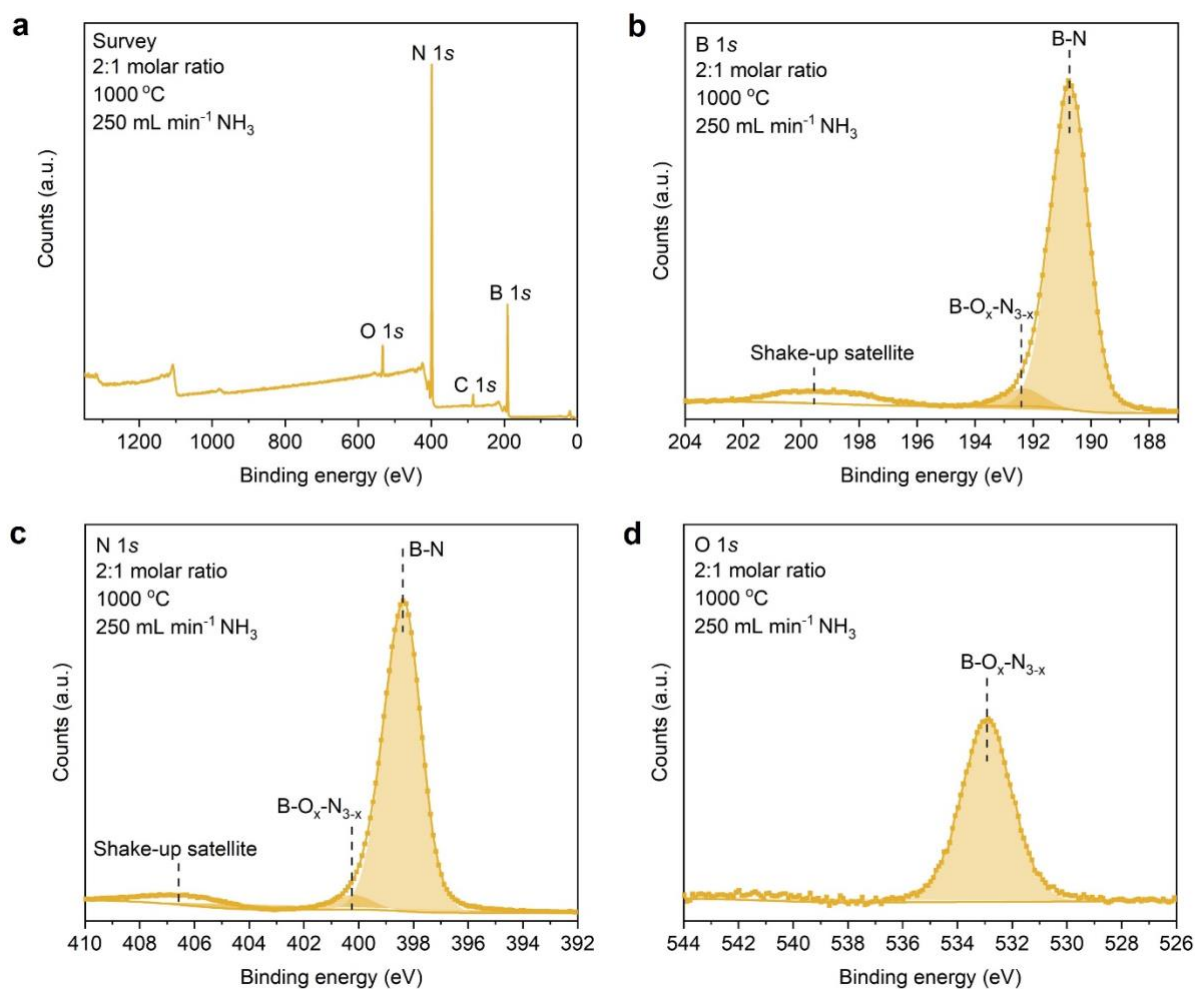 a
Survey
2:1 molar ratio
1000 °C
250 mL min⁻¹ NH₃
N 1s
B 1s
O 1s
C 1s
Counts (a.u.)
1200 1000 800 600 400 200 0
Binding energy (eV)
b
B 1s
2:1 molar ratio
1000 °C
250 mL min⁻¹ NH₃
B-N
B-Oₓ-N₃₋ₓ
Shake-up satellite
Counts (a.u.)
204 202 200 198 196 194 192 190 188
Binding energy (eV)
c
N 1s
2:1 molar ratio
1000 °C
250 mL min⁻¹ NH₃
B-N
B-Oₓ-N₃₋ₓ
Shake-up satellite
Counts (a.u.)
410 408 406 404 402 400 398 396 394 392
Binding energy (eV)
d
O 1s
2:1 molar ratio
1000 °C
250 mL min⁻¹ NH₃
B-Oₓ-N₃₋ₓ
Counts (a.u.)
544 542 540 538 536 534 532 530 528 526
Binding energy (eV)